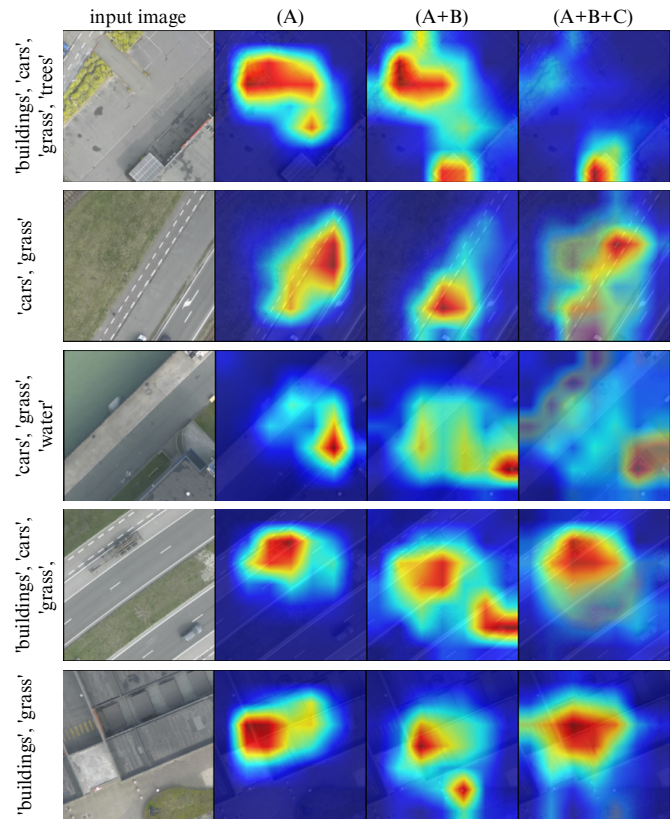 input image (A) (A+B) (A+B+C)
'buildings', 'cars',
'grass', 'trees'
'cars', 'grass'
'cars', 'grass',
'water'
'buildings', 'cars',
'grass',
'buildings', 'grass'